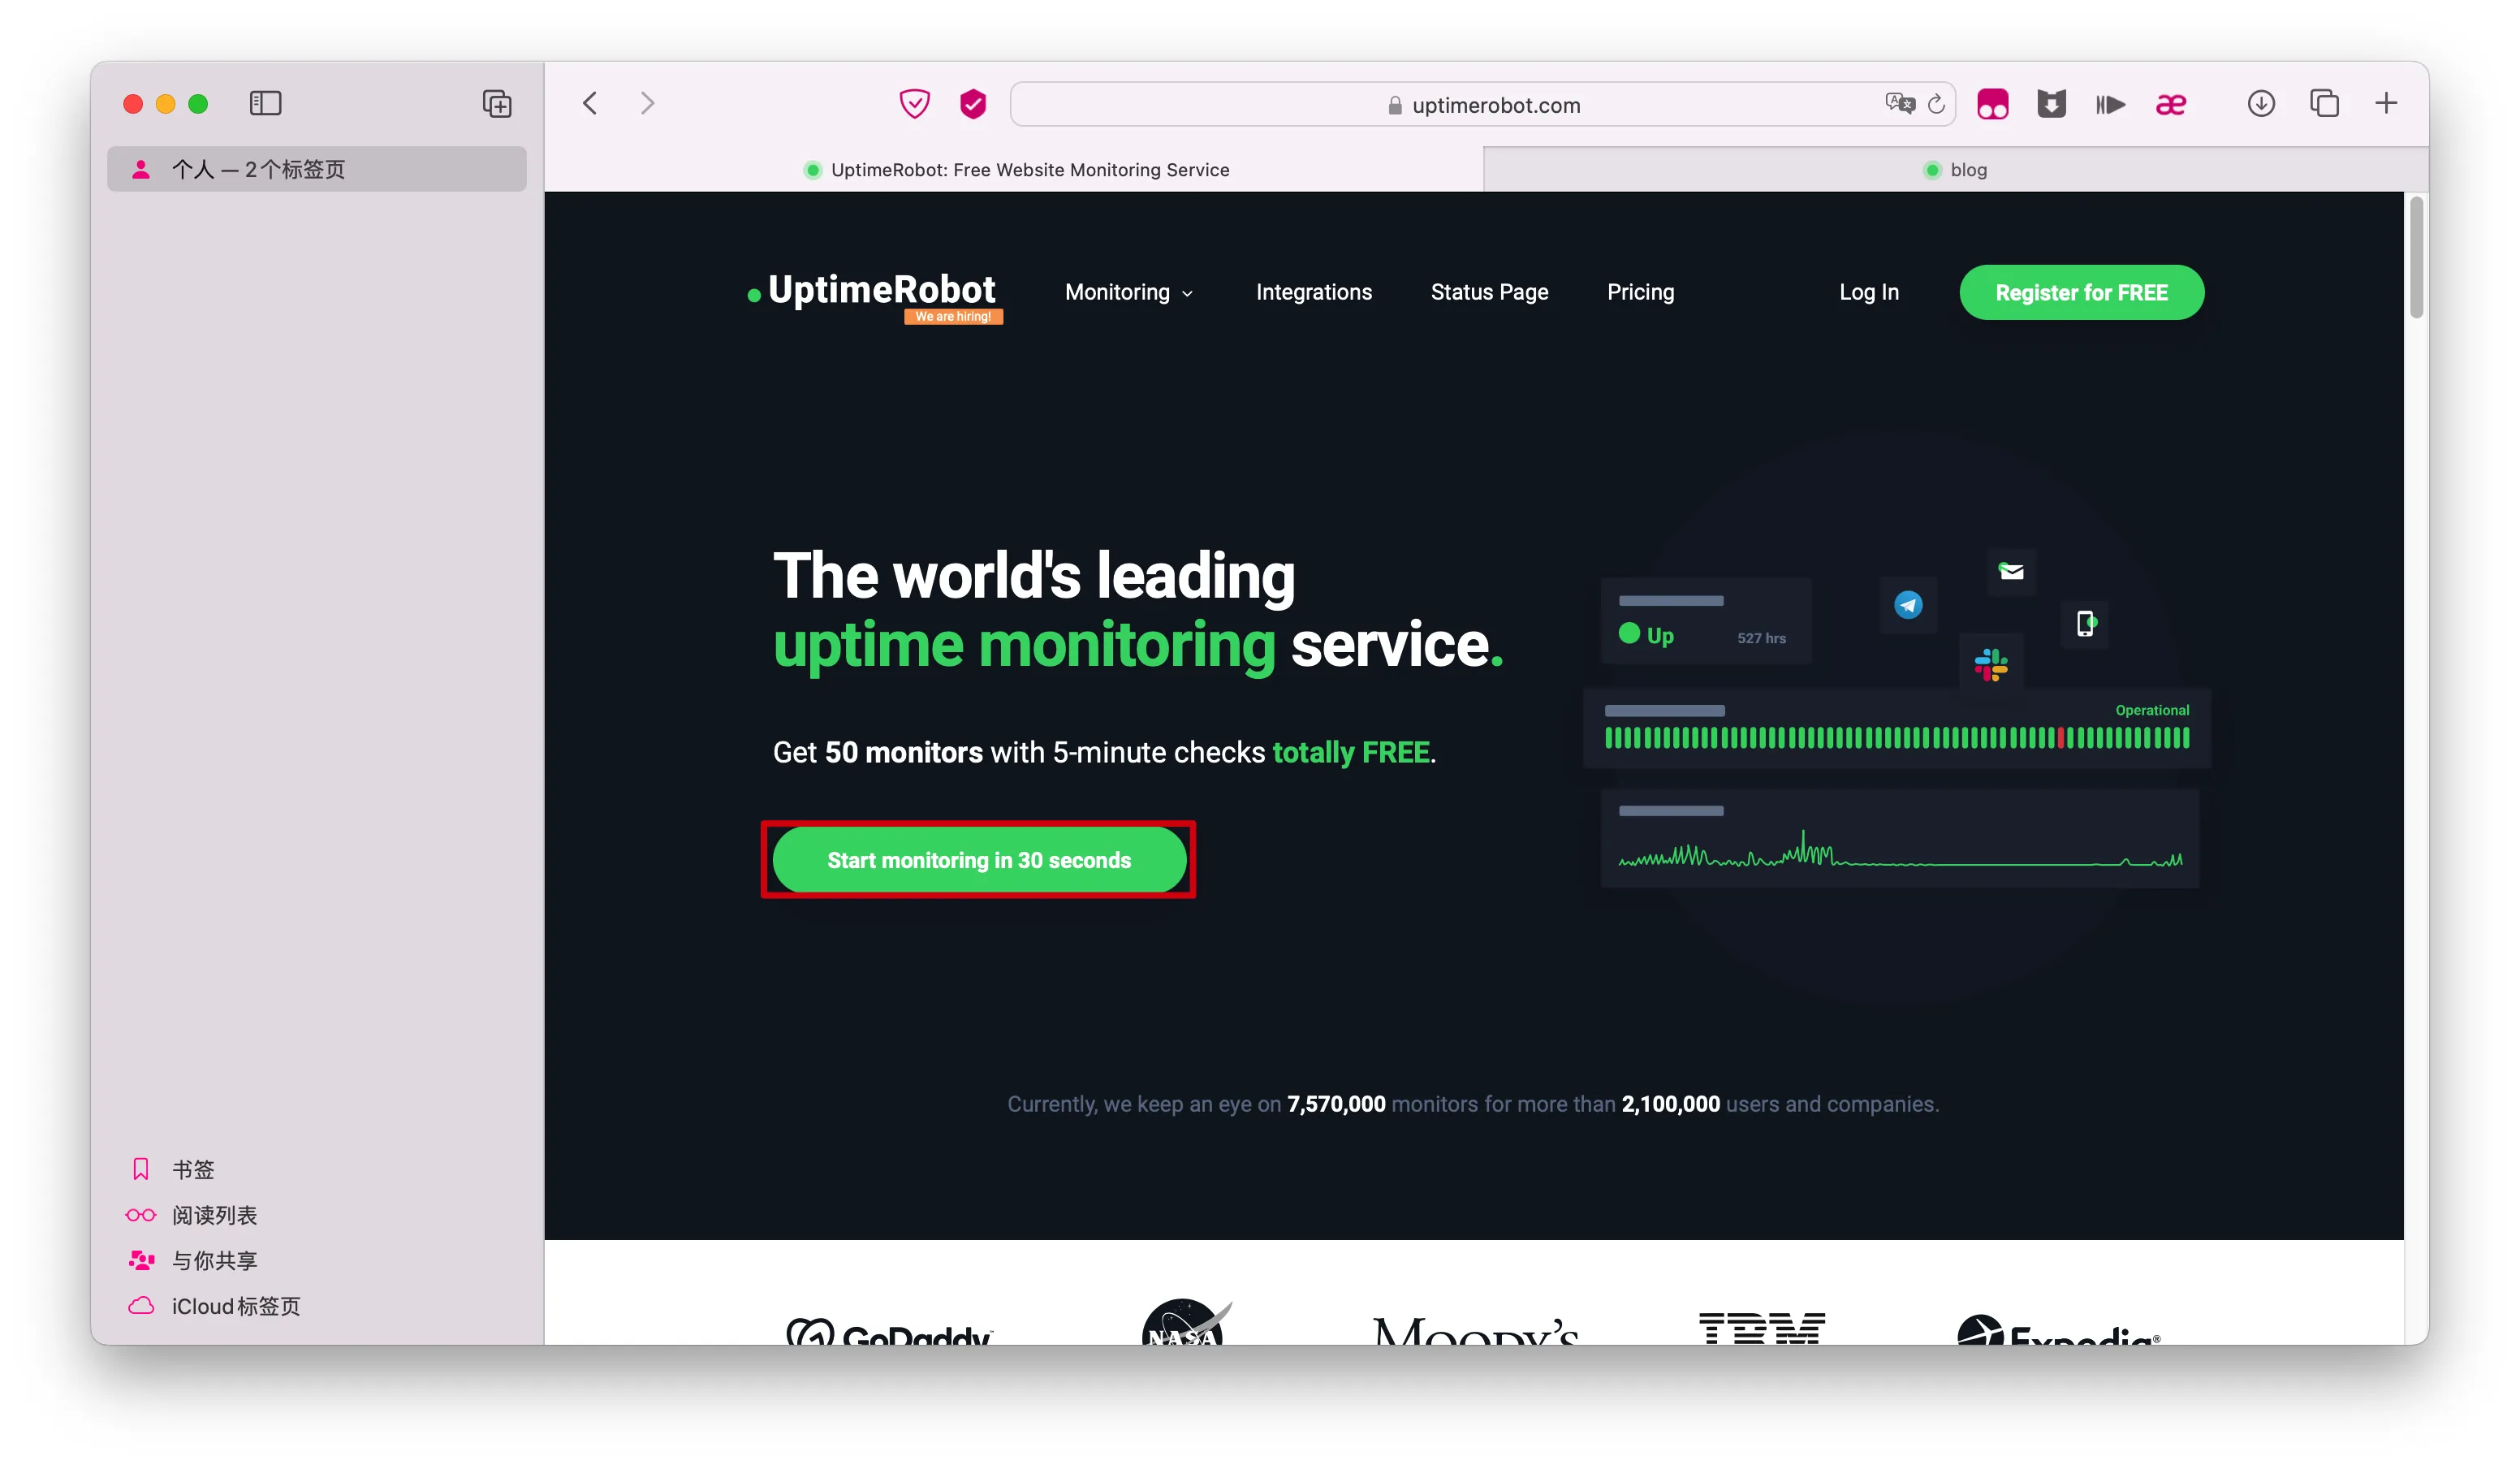 uptimerobot.com
个人 — 2个标签页
UptimeRobot: Free Website Monitoring Service
blog
UptimeRobot
We are hiring!
Monitoring
Integrations
Status Page
Pricing
Log In
Register for FREE
The world's leading
uptime monitoring service.
Get 50 monitors with 5-minute checks totally FREE.
Start monitoring in 30 seconds
Up
527 hrs
Operational
Currently, we keep an eye on 7,570,000 monitors for more than 2,100,000 users and companies.
书签
阅读列表
与你共享
iCloud标签页
GoDaddy
NASA
Moody's
IBM
Expedia®